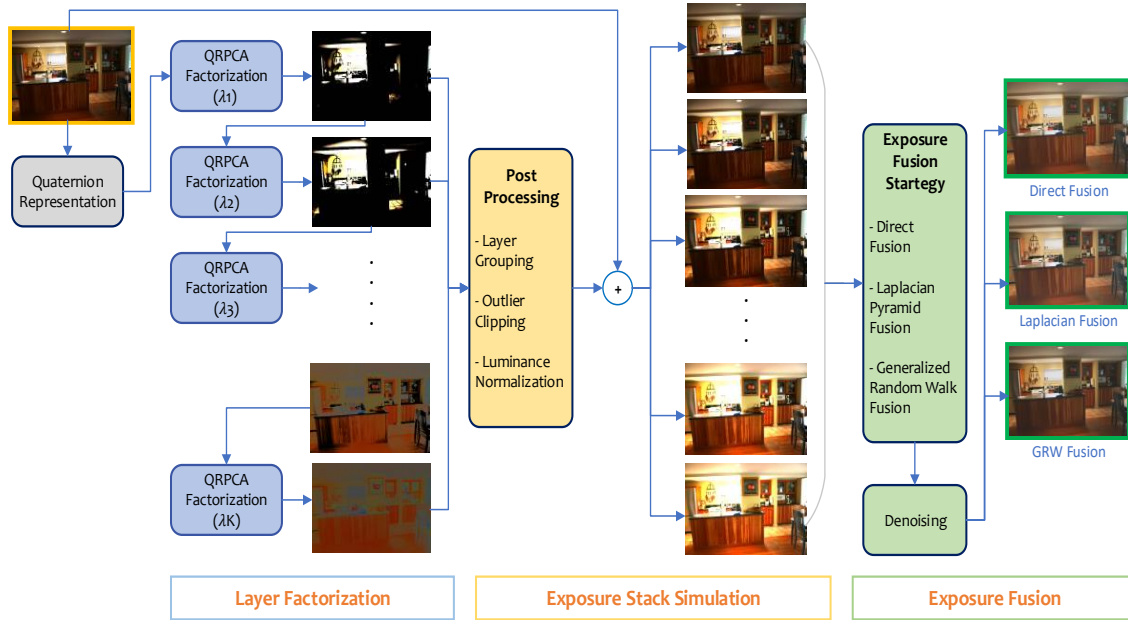 QRPCA
Factorization
(λ1)
Quaternion
Representation
QRPCA
Factorization
(λ2)
QRPCA
Factorization
(λ3)
QRPCA
Factorization
(λK)
Post
Processing
- Layer
Grouping
- Outlier
Clipping
- Luminance
Normalization
+
Exposure
Fusion
Startegy
- Direct
Fusion
- Laplacian
Pyramid
Fusion
- Generalized
Random Walk
Fusion
Denoising
Direct Fusion
Laplacian Fusion
GRW Fusion
Layer Factorization
Exposure Stack Simulation
Exposure Fusion